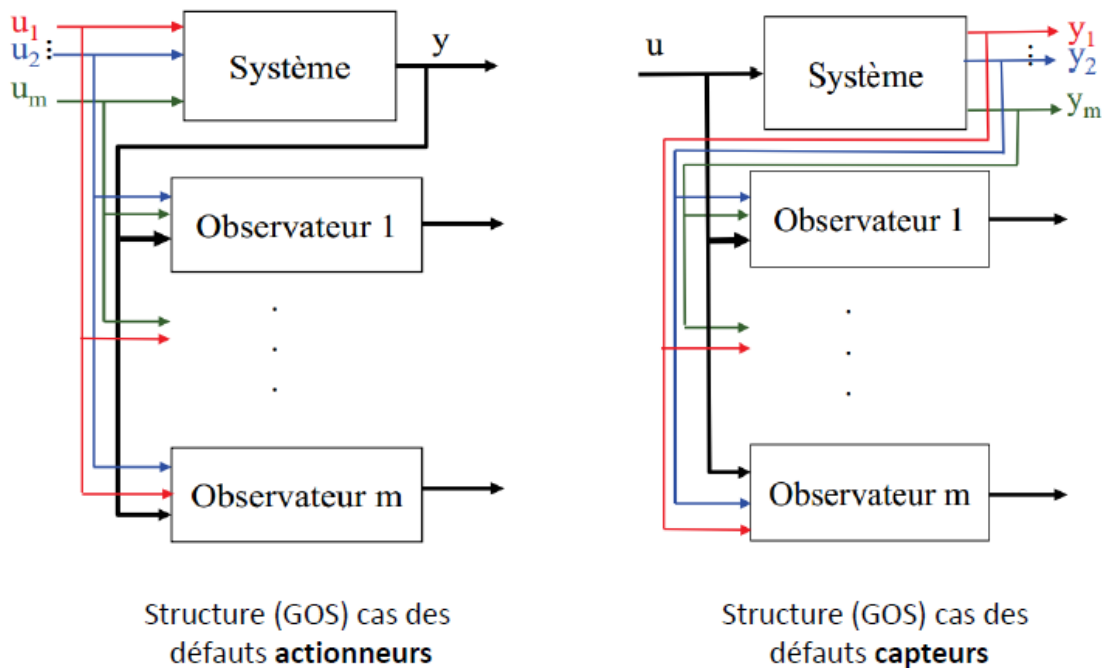 u1
u2
⋮
um
Système
y
Observateur 1
.
.
.
Observateur m
Structure (GOS) cas des
défauts actionneurs
u
Système
y1
⋮
y2
ym
Observateur 1
.
.
.
Observateur m
Structure (GOS) cas des
défauts capteurs